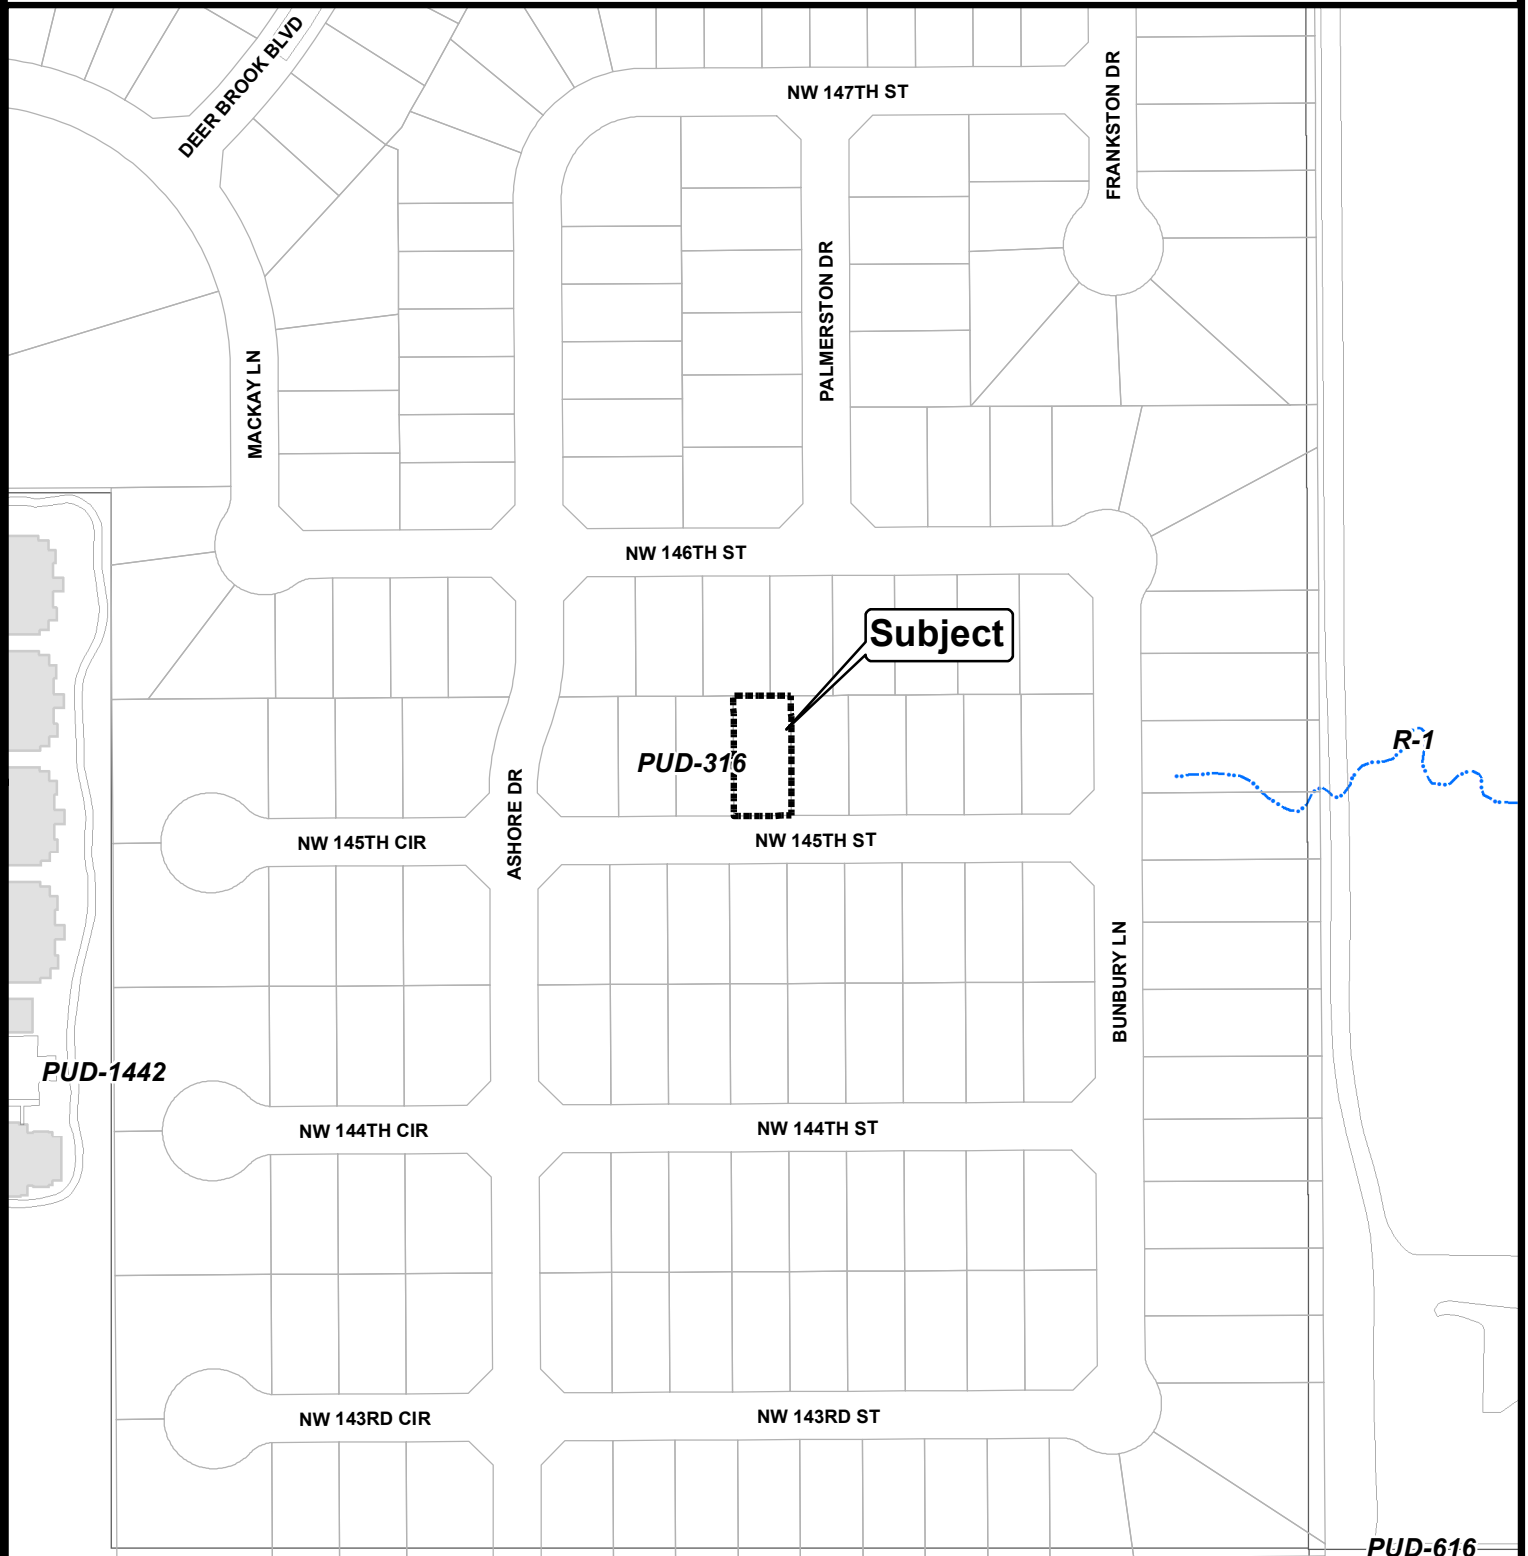 DEER BROOK BLVD
NW 147TH ST
FRANKSTON DR
PALMERSTON DR
MACKAY LN
NW 146TH ST
Subject
R-1
PUD-316
ASHORE DR
NW 145TH CIR
NW 145TH ST
BUNBURY LN
PUD-1442
NW 144TH CIR
NW 144TH ST
NW 143RD CIR
NW 143RD ST
PUD-616